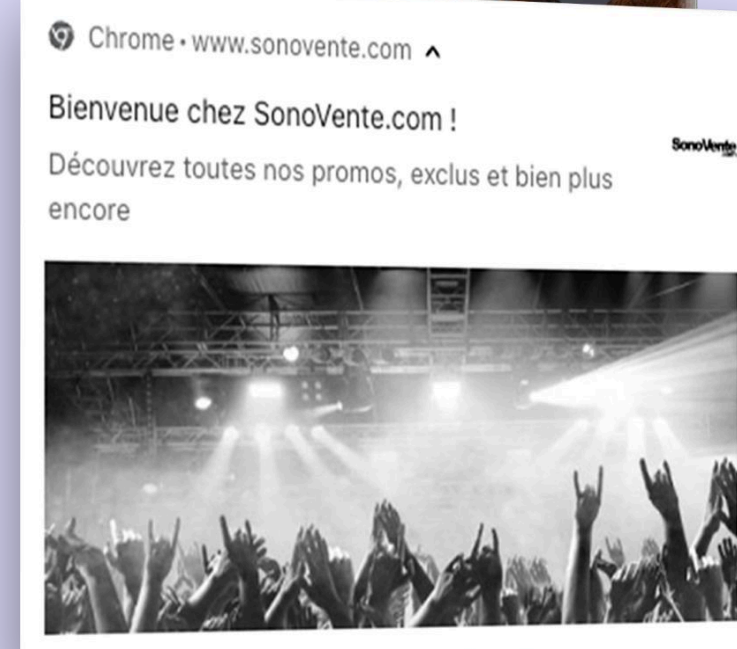 Chrome • www.sonovente.com
Bienvenue chez SonoVente.com !
SonoVente
Découvrez toutes nos promos, exclus et bien plus
encore